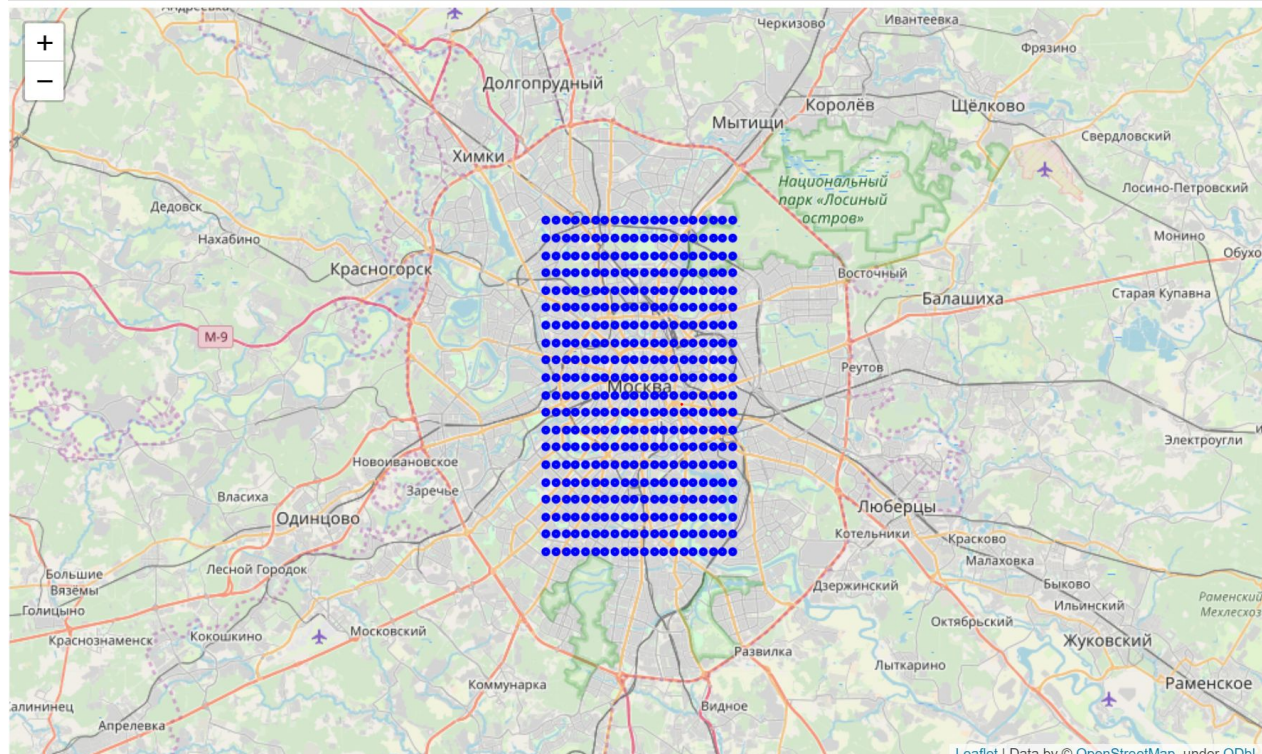 +
−
Андреевка
Черкизово
Ивантеевка
Фрязино
Долгопрудный
Королёв
Щёлково
Мытищи
Свердловский
Химки
Национальный
парк «Лосиный
остров»
Лосино-Петровский
Дедовск
Нахабино
Монино
Красногорск
Восточный
Балашиха
Старая Купавна
М-9
Реутов
Москва
Электроугли
Новоивановское
Власиха
Заречье
Люберцы
Одинцово
Котельники
Красково
Малаховка
Лесной Городок
Большие
Вязёмы
Дзержинский
Быково
Голицыно
Ильинский
Раменский
Мехлесхоз
Октябрьский
Краснознаменск
Кокошкино
Московский
Жуковский
Развилка
Лыткарино
Коммунарка
Раменское
Видное
Апрелевка
Leaflet | Data by © OpenStreetMap, under ODbL.